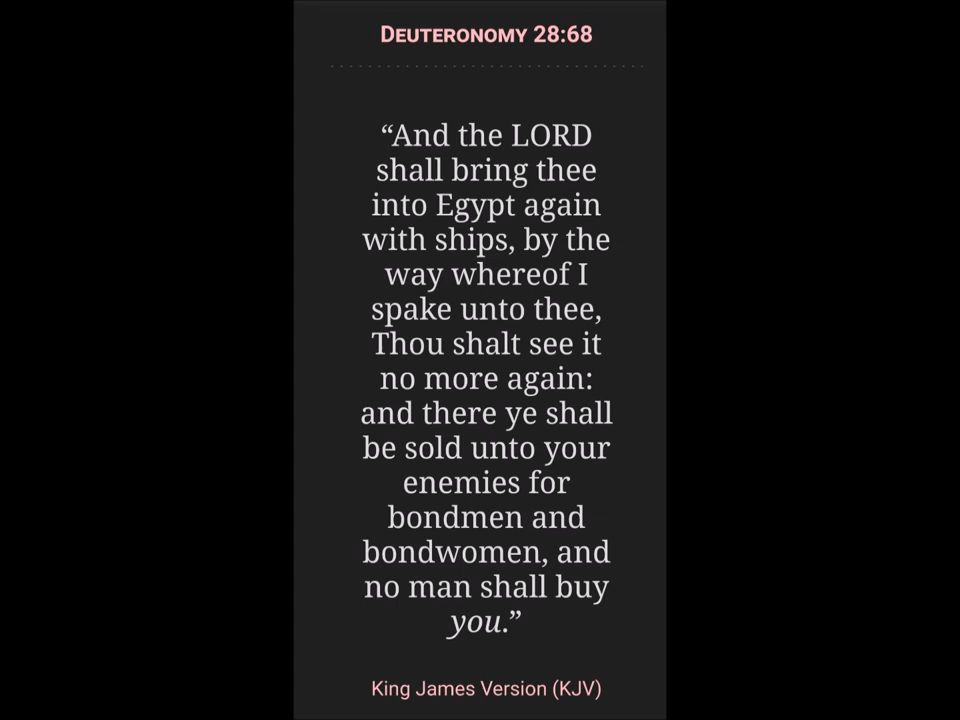 DEUTERONOMY 28:68
“And the LORD
shall bring thee
into Egypt again
with ships, by the
way whereof I
spake unto thee,
Thou shalt see it
no more again:
and there ye shall
be sold unto your
enemies for
bondmen and
bondwomen, and
no man shall buy
you.”
King James Version (KJV)